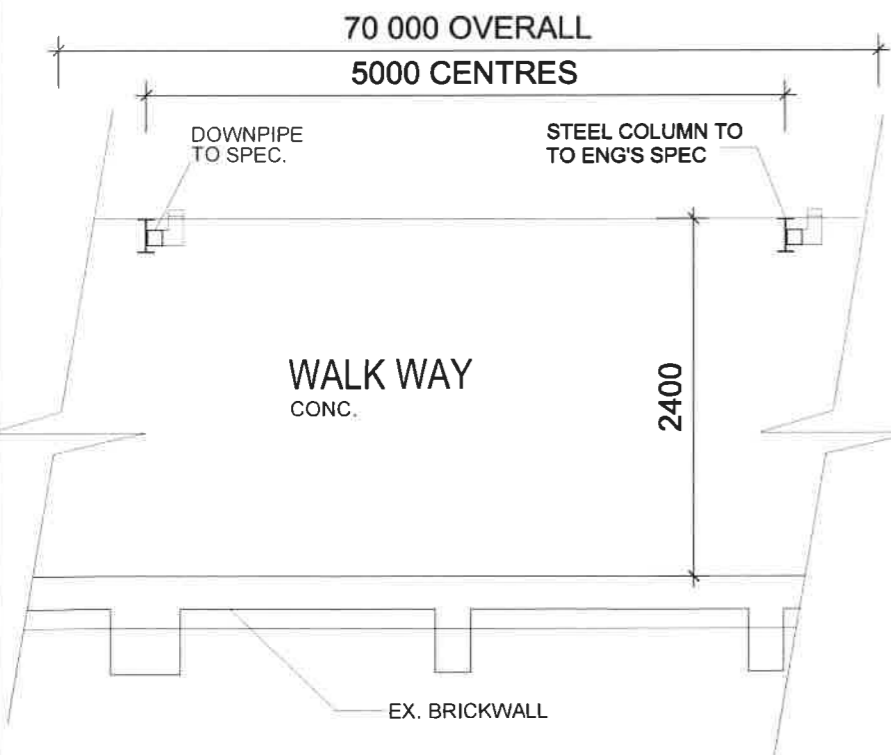 70 000 OVERALL
5000 CENTRES
DOWNPIPE
TO SPEC.
STEEL COLUMN TO
TO ENG'S SPEC
WALK WAY
CONC.
2400
EX. BRICKWALL